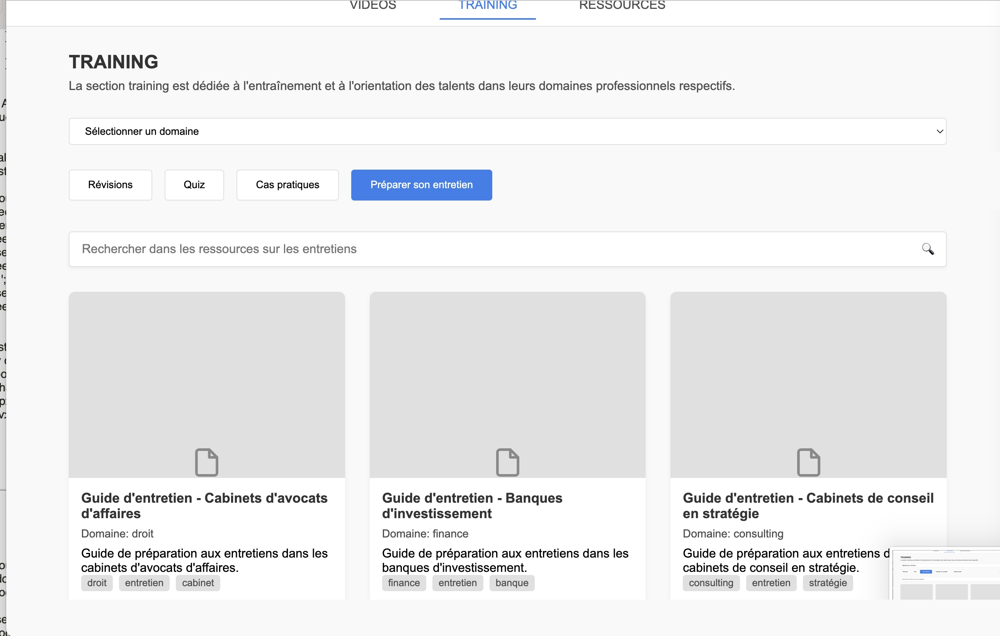 VIDEOS TRAINING RESSOURCES
TRAINING
La section training est dédiée à l'entraînement et à l'orientation des talents dans leurs domaines professionnels respectifs.
Sélectionner un domaine
Révisions Quiz Cas pratiques Préparer son entretien
Rechercher dans les ressources sur les entretiens
Guide d'entretien - Cabinets d'avocats
d'affaires
Domaine: droit
Guide de préparation aux entretiens dans les
cabinets d'avocats d'affaires.
droit entretien cabinet
Guide d'entretien - Banques
d'investissement
Domaine: finance
Guide de préparation aux entretiens dans les
banques d'investissement.
finance entretien banque
Guide d'entretien - Cabinets de conseil
en stratégie
Domaine: consulting
Guide de préparation aux entretiens d
cabinets de conseil en stratégie.
consulting entretien stratégie
TRAINING